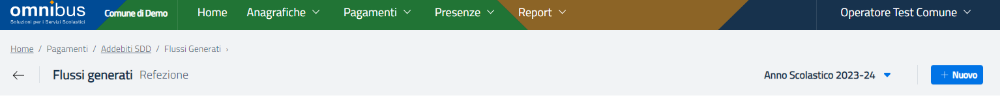 omnibus
Soluzioni per i Servizi Scolastici
Comune di Demo
Home Anagrafiche Pagamenti Presenze Report Operatore Test Comune
Home / Pagamenti / Addebiti SDD / Flussi Generati ›
← Flussi generati Refezione Anno Scolastico 2023-24 + Nuovo